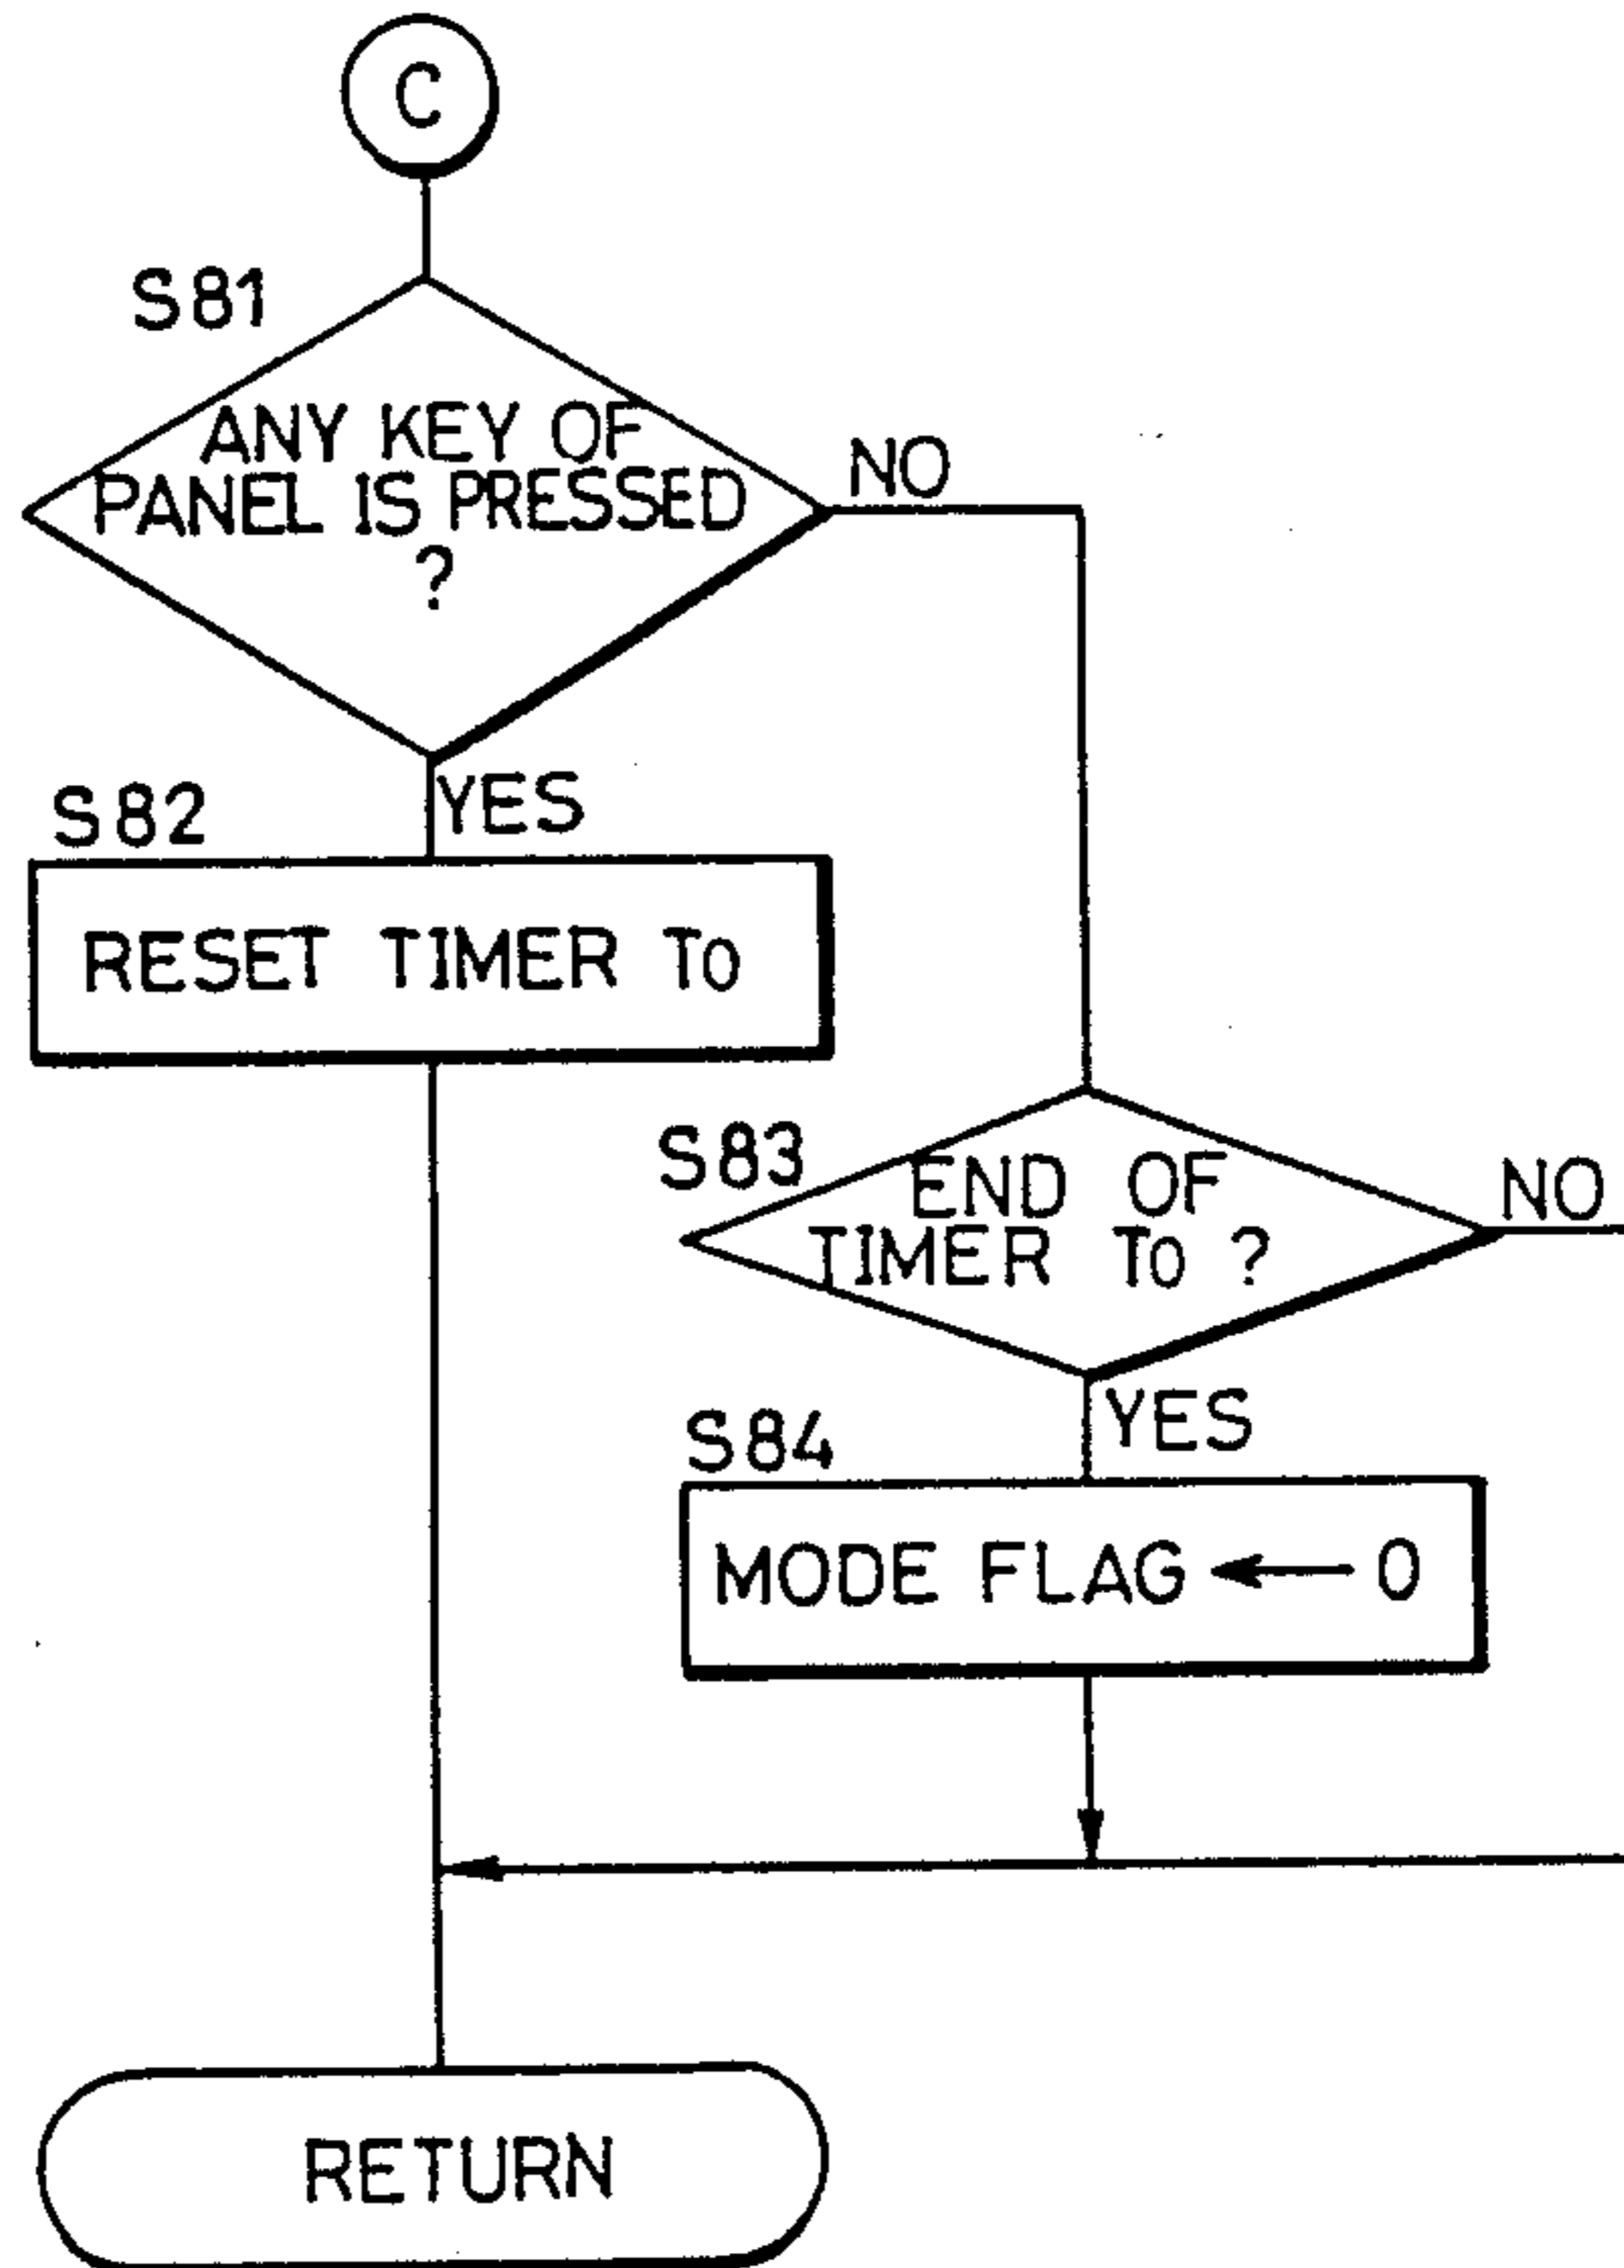 C
S81
ANY KEY OF
PANEL IS PRESSED
?
NO
YES
S82
RESET TIMER To
S83
END OF
TIMER To ?
NO
YES
S84
MODE FLAG ← 0
RETURN